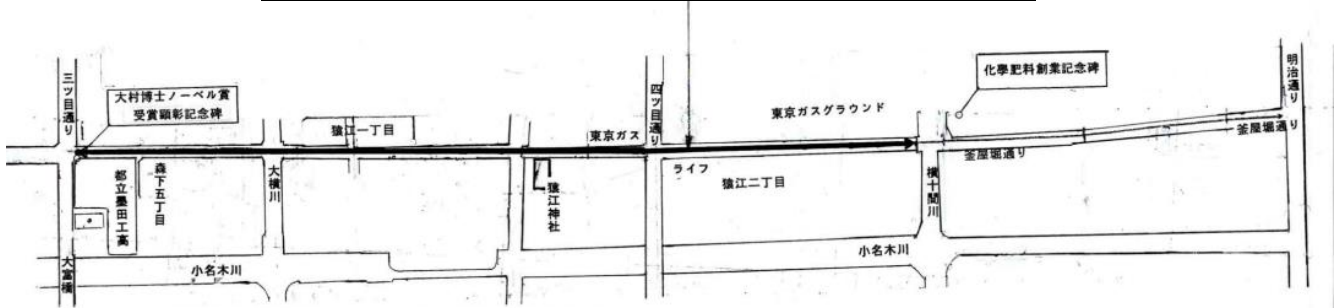 三ツ目通り
大村博士ノーベル賞
受賞顕彰記念碑
猿江一丁目
東京ガス
四ツ目通り
東京ガスグラウンド
化學肥料創業記念碑
明治通り
釜屋堀通り
釜屋堀通り
都立墨田工高
森下五丁目
大横川
猿江神社
ライフ
猿江二丁目
横十間川
大富橋
小名木川
小名木川